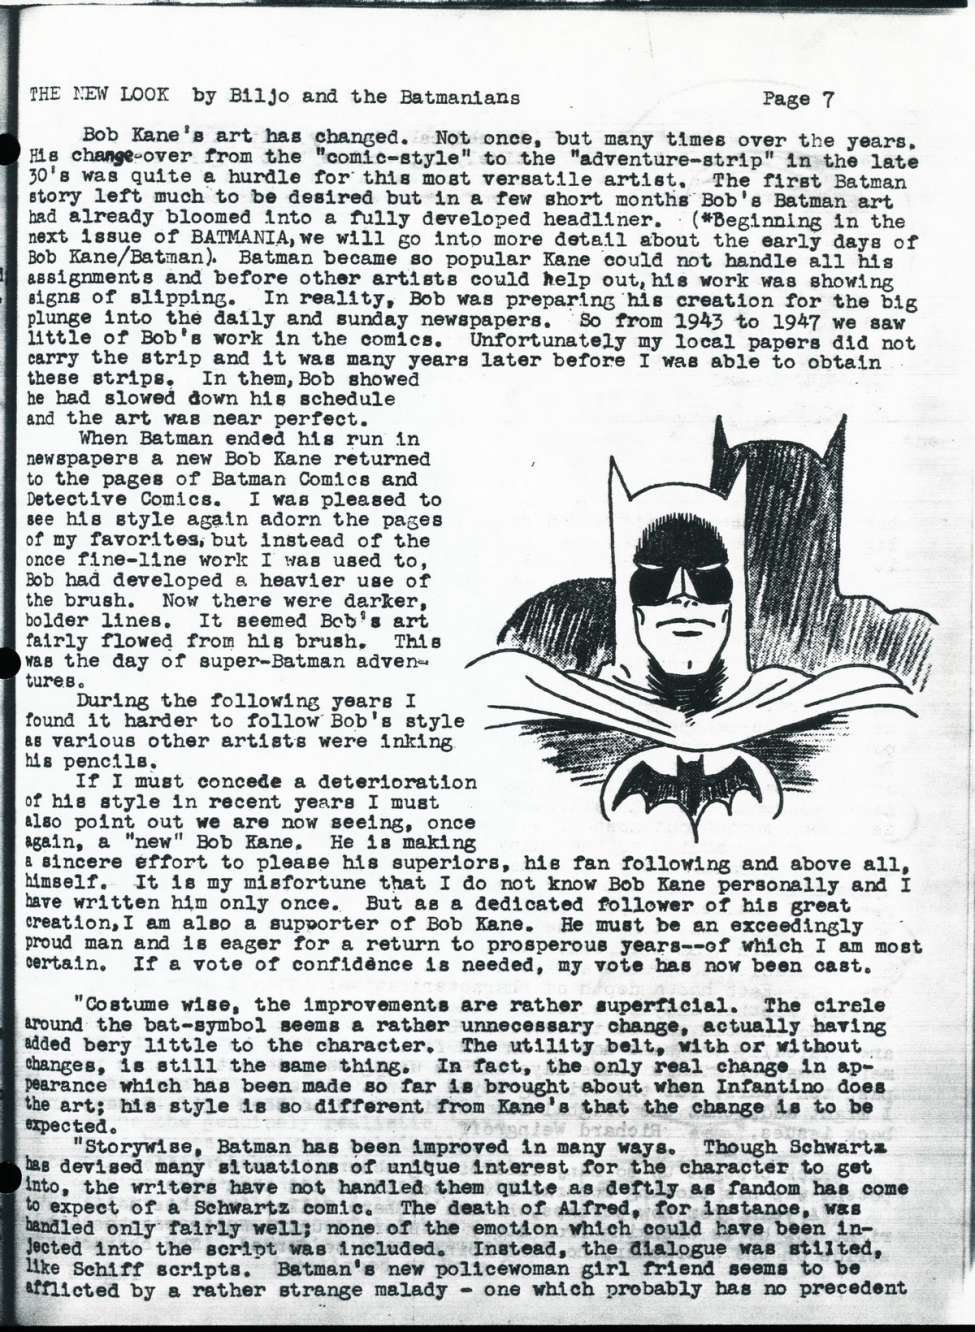 THE NEW LOOK by Biljo and the Batmanians Page 7
Bob Kane's art has changed. Not once, but many times over the years.
His change-over from the "comic-style" to the "adventure-strip" in the late
30's was quite a hurdle for this most versatile artist. The first Batman
story left much to be desired but in a few short months Bob's Batman art
had already bloomed into a fully developed headliner. (*Beginning in the
next issue of BATMANIA, we will go into more detail about the early days of
Bob Kane/Batman). Batman became so popular Kane could not handle all his
assignments and before other artists could help out, his work was showing
signs of slipping. In reality, Bob was preparing his creation for the big
plunge into the daily and sunday newspapers. So from 1943 to 1947 we saw
little of Bob's work in the comics. Unfortunately my local papers did not
carry the strip and it was many years later before I was able to obtain
these strips. In them, Bob showed
he had slowed down his schedule
and the art was near perfect.
When Batman ended his run in
newspapers a new Bob Kane returned
to the pages of Batman Comics and
Detective Comics. I was pleased to
see his style again adorn the pages
of my favorites, but instead of the
once fine-line work I was used to,
Bob had developed a heavier use of
the brush. Now there were darker,
bolder lines. It seemed Bob's art
fairly flowed from his brush. This
was the day of super-Batman adven-
tures.
During the following years I
found it harder to follow Bob's style
as various other artists were inking
his pencils.
If I must concede a deterioration
of his style in recent years I must
also point out we are now seeing, once
again, a "new" Bob Kane. He is making
a sincere effort to please his superiors, his fan following and above all,
himself. It is my misfortune that I do not know Bob Kane personally and I
have written him only once. But as a dedicated follower of his great
creation, I am also a supporter of Bob Kane. He must be an exceedingly
proud man and is eager for a return to prosperous years--of which I am most
certain. If a vote of confidence is needed, my vote has now been cast.
"Costume wise, the improvements are rather superficial. The circle
around the bat-symbol seems a rather unnecessary change, actually having
added bery little to the character. The utility belt, with or without
changes, is still the same thing. In fact, the only real change in ap-
pearance which has been made so far is brought about when Infantino does
the art; his style is so different from Kane's that the change is to be
expected.
"Storywise, Batman has been improved in many ways. Though Schwartz
has devised many situations of unique interest for the character to get
into, the writers have not handled them quite as deftly as fandom has come
to expect of a Schwartz comic. The death of Alfred, for instance, was
handled only fairly well; none of the emotion which could have been in-
jected into the script was included. Instead, the dialogue was stilted,
like Schiff scripts. Batman's new policewoman girl friend seems to be
afflicted by a rather strange malady - one which probably has no precedent